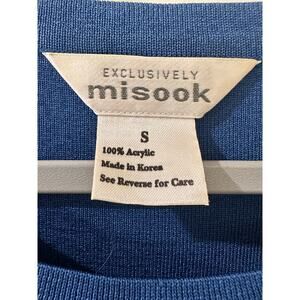 EXCLUSIVELY
misook
S
100% Acrylic
Made in Korea
See Reverse for Care